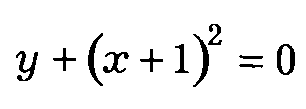 y + (x + 1)² = 0